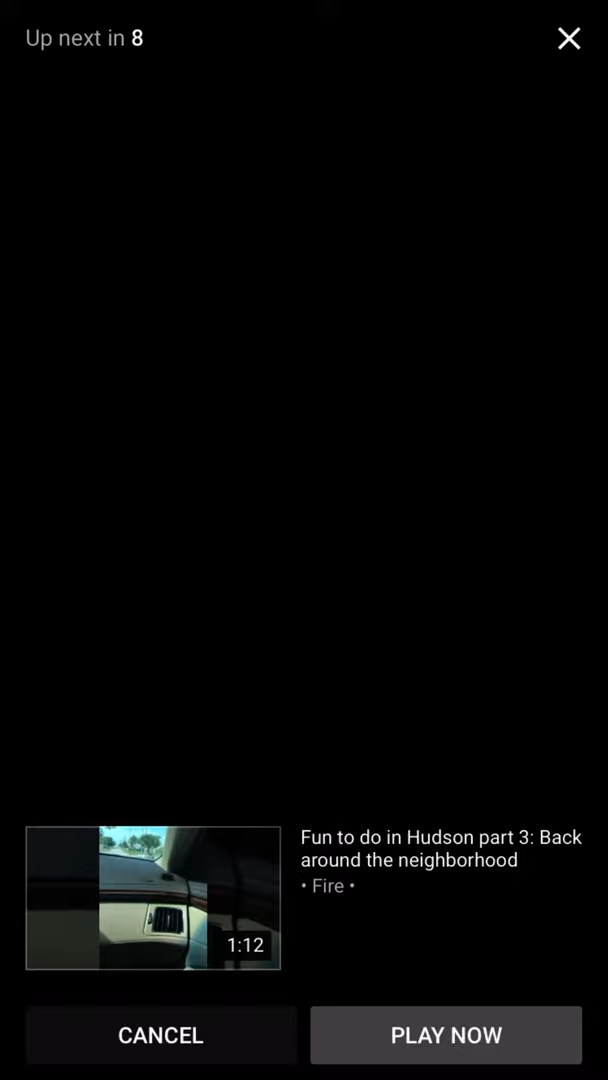 Up next in 8
Fun to do in Hudson part 3: Back
around the neighborhood
• Fire •
1:12
CANCEL
PLAY NOW